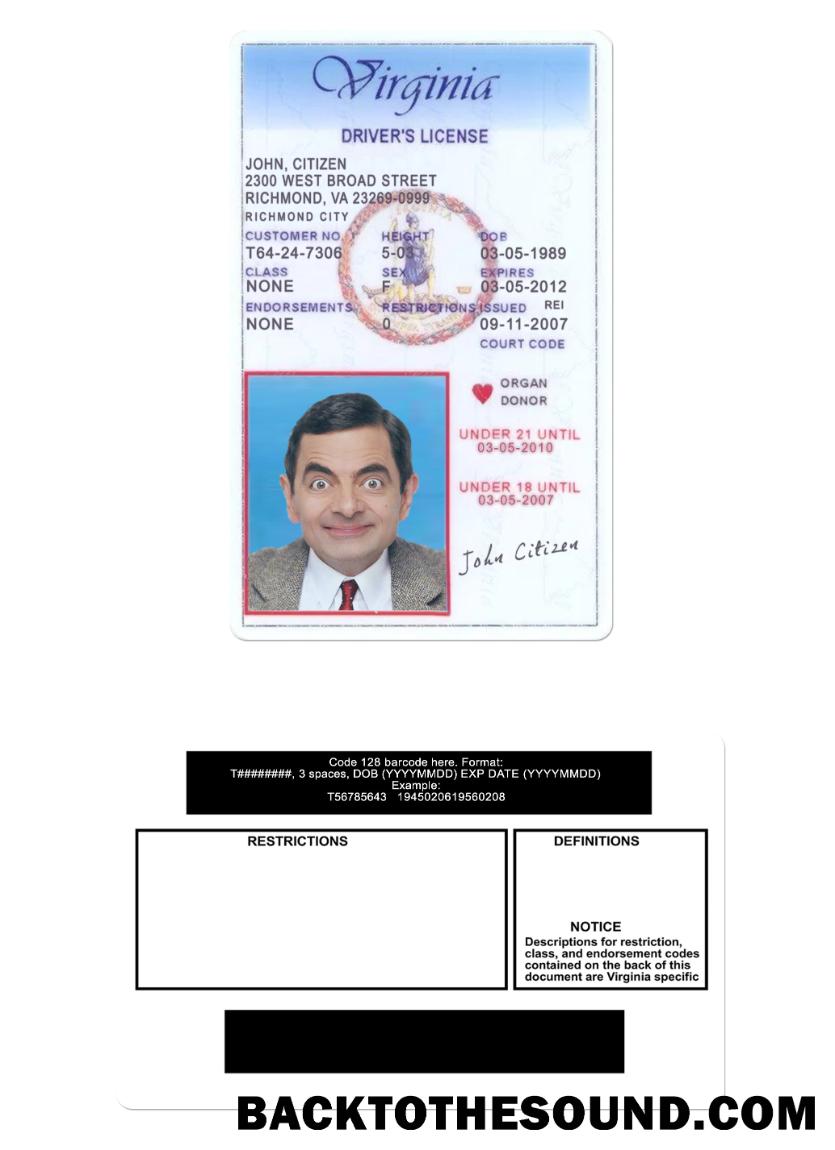 Virginia
DRIVER'S LICENSE
JOHN, CITIZEN
2300 WEST BROAD STREET
RICHMOND, VA 23269-0999
RICHMOND CITY
CUSTOMER NO. HEIGHT DOB
T64-24-7306 5-03 03-05-1989
CLASS SEX EXPIRES
NONE F 03-05-2012
ENDORSEMENTS RESTRICTIONS ISSUED REI
NONE 0 09-11-2007
COURT CODE
ORGAN
DONOR
UNDER 21 UNTIL
03-05-2010
UNDER 18 UNTIL
03-05-2007
John Citizen
Code 128 barcode here. Format:
T########, 3 spaces, DOB (YYYYMMDD) EXP DATE (YYYYMMDD)
Example:
T56785643 1945020619560208
RESTRICTIONS
DEFINITIONS
NOTICE
Descriptions for restriction,
class, and endorsement codes
contained on the back of this
document are Virginia specific
BACKTOTHESOUND.COM